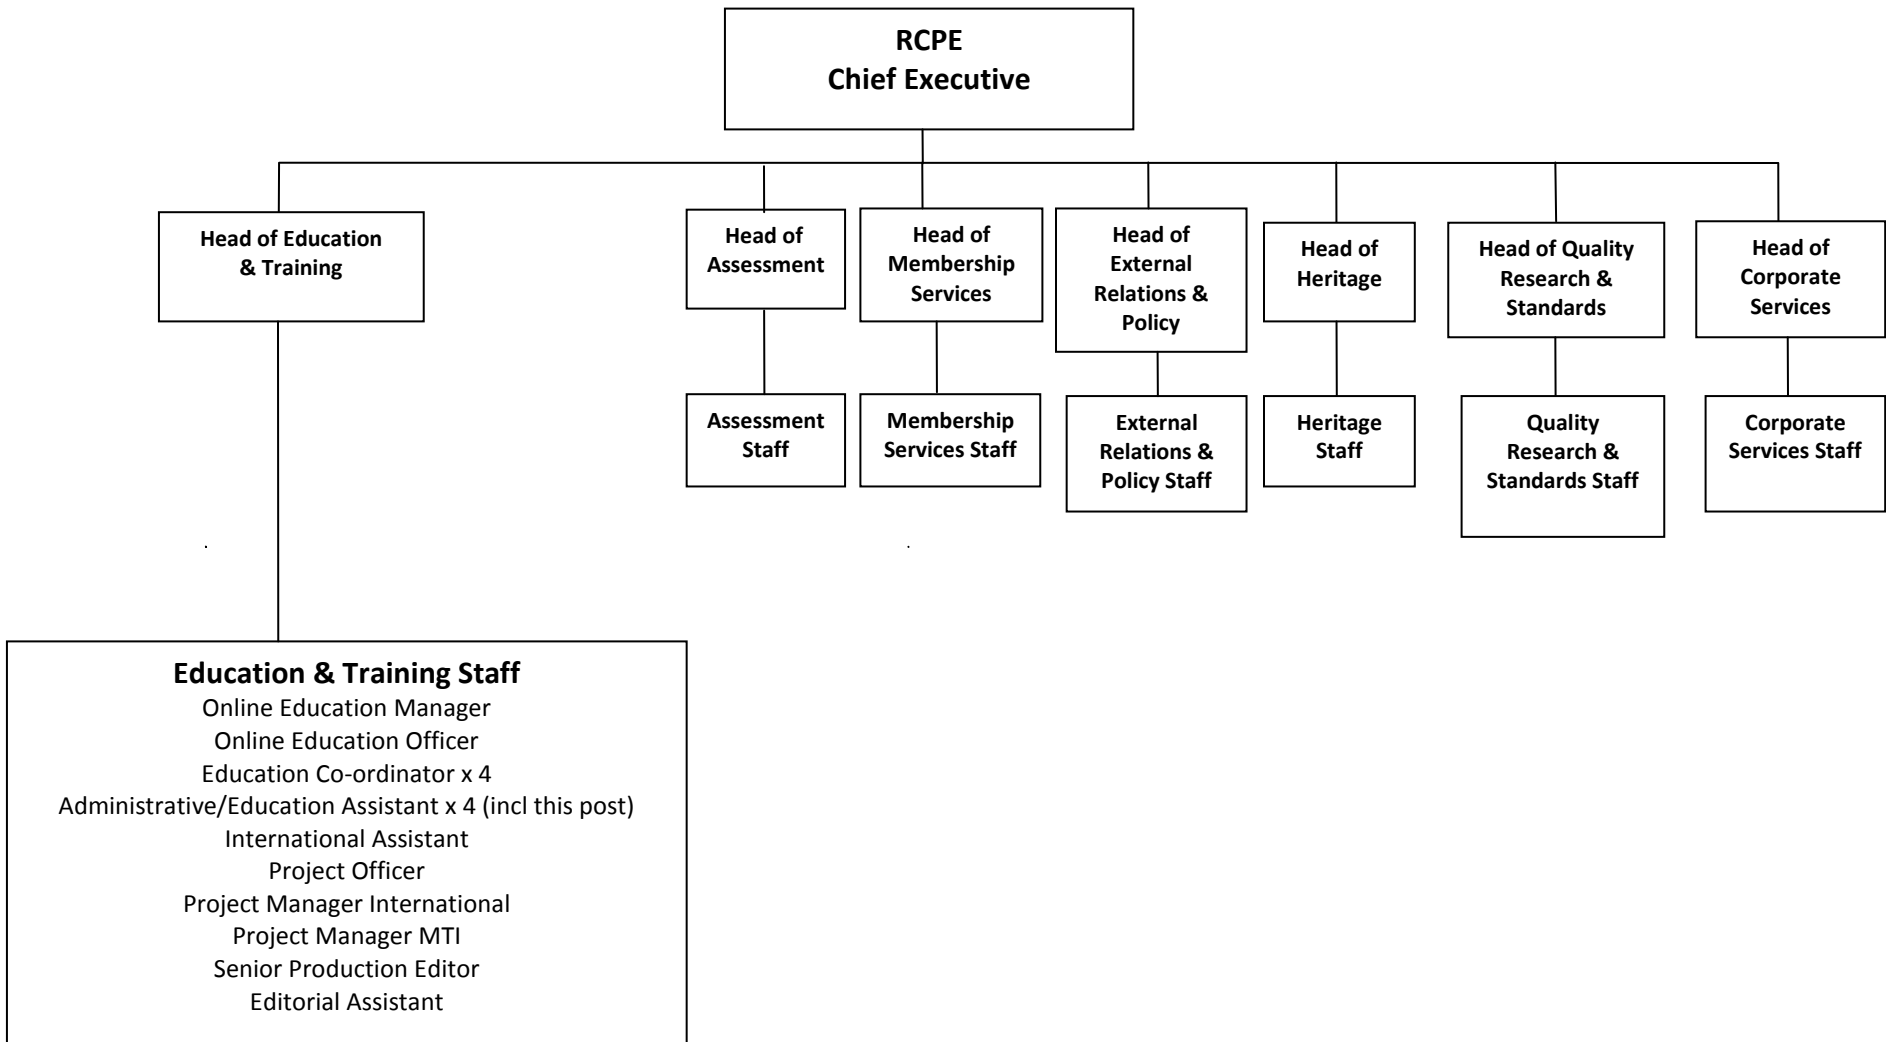 RCPE
Chief Executive
Head of Education
& Training
Head of
Assessment
Head of
Membership
Services
Head of
External
Relations &
Policy
Head of
Heritage
Head of Quality
Research &
Standards
Head of
Corporate
Services
Assessment
Staff
Membership
Services Staff
External
Relations &
Policy Staff
Heritage
Staff
Quality
Research &
Standards Staff
Corporate
Services Staff
Education & Training Staff
Online Education Manager
Online Education Officer
Education Co-ordinator x 4
Administrative/Education Assistant x 4 (incl this post)
International Assistant
Project Officer
Project Manager International
Project Manager MTI
Senior Production Editor
Editorial Assistant